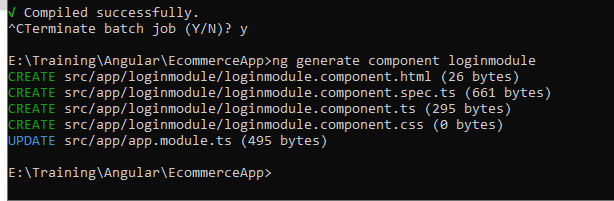 √ Compiled successfully.
^CTerminate batch job (Y/N)? y
E:\Training\Angular\EcommerceApp>ng generate component loginmodule
CREATE src/app/loginmodule/loginmodule.component.html (26 bytes)
CREATE src/app/loginmodule/loginmodule.component.spec.ts (661 bytes)
CREATE src/app/loginmodule/loginmodule.component.ts (295 bytes)
CREATE src/app/loginmodule/loginmodule.component.css (0 bytes)
UPDATE src/app/app.module.ts (495 bytes)
E:\Training\Angular\EcommerceApp>